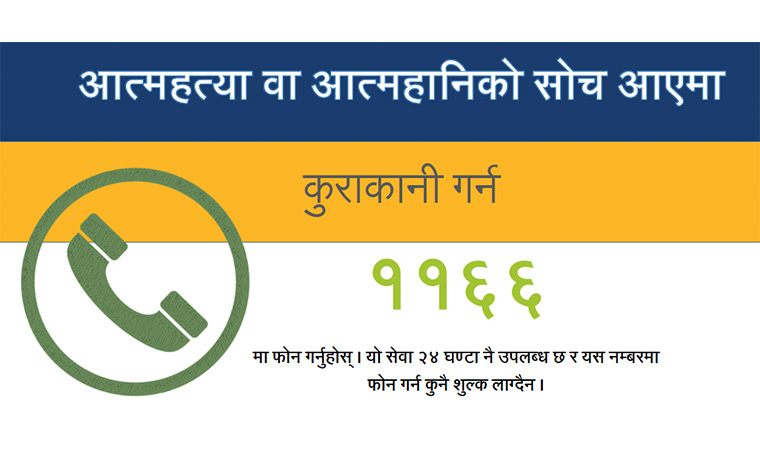 आत्महत्या वा आत्महानिको सोच आएमा
कुराकानी गर्न
११६६
मा फोन गर्नुहोस् । यो सेवा २४ घण्टा नै उपलब्ध छ र यस नम्बरमा
फोन गर्न कुनै शुल्क लाग्दैन ।